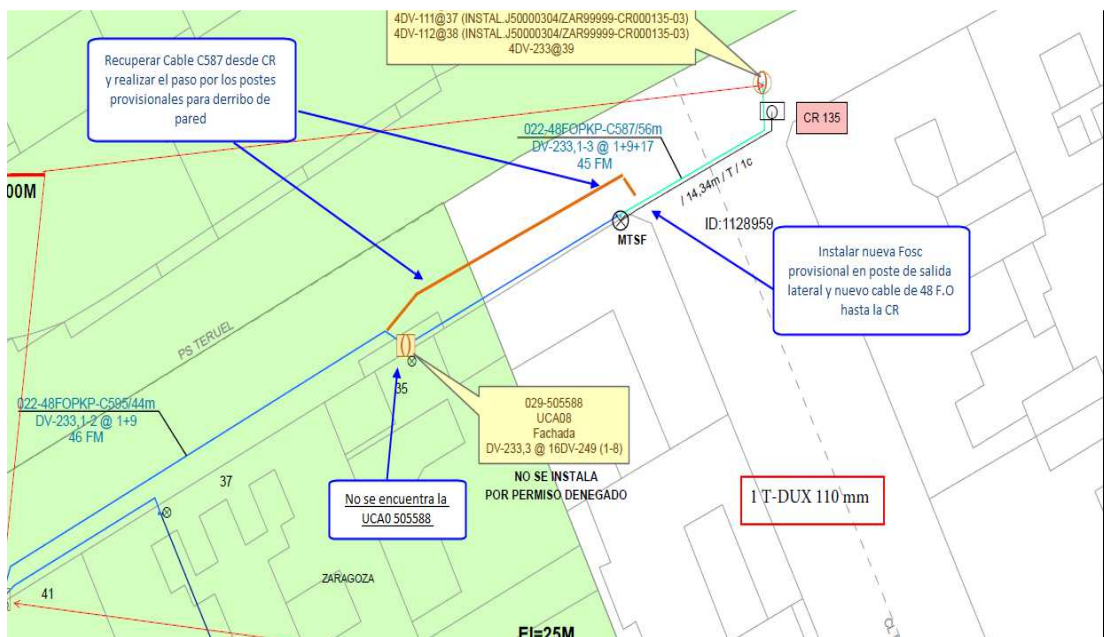 4DV-111@37 (INSTAL.J50000304/ZAR99999-CR000135-03)
4DV-112@38 (INSTAL.J50000304/ZAR99999-CR000135-03)
4DV-233@39
Recuperar Cable C587 desde CR
y realizar el paso por los postes
provisionales para derribo de
pared
CR 135
022-48FOPKP-C587/56m
DV-233,1-3 @ 1+9+17
45 FM
00M
/ 14,34m / T / 1c
ID:1128959
MTSF
Instalar nueva Fosc
provisional en poste de salida
lateral y nuevo cable de 48 F.O
hasta la CR
PS TERUEL
35
022-48FOPKP-C595/44m
DV-233,1-2 @ 1+9
46 FM
029-505588
UCA08
Fachada
DV-233,3 @ 16DV-249 (1-8)
NO SE INSTALA
POR PERMISO DENEGADO
37
No se encuentra la
UCA0 505588
1 T-DUX 110 mm
ZARAGOZA
41
EI=25M